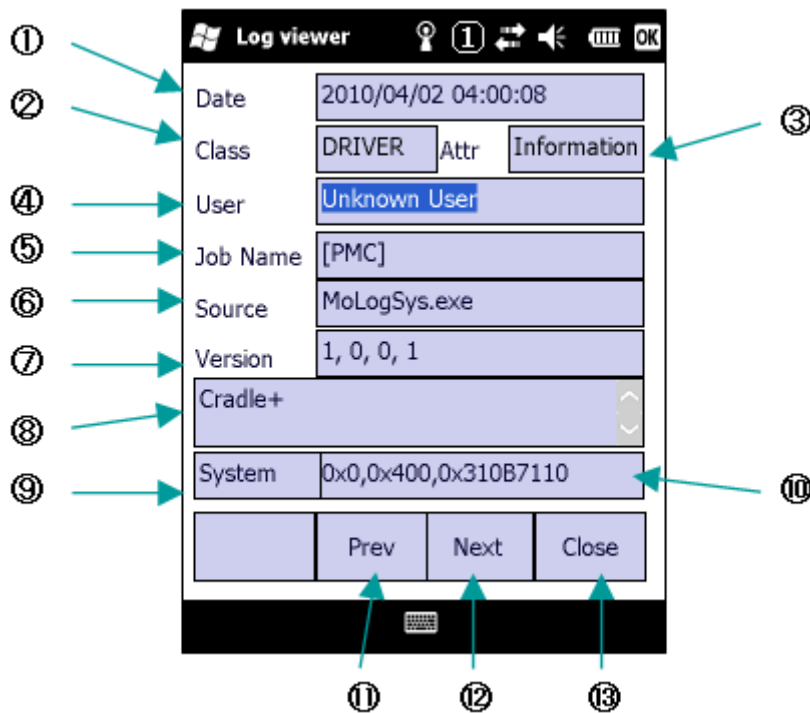 ① Log viewer 1 OK
Date 2010/04/02 04:00:08
② Class DRIVER Attr Information ③
④ User Unknown User
⑤ Job Name [PMC]
⑥ Source MoLogSys.exe
⑦ Version 1, 0, 0, 1
⑧ Cradle+
⑨ System 0x0,0x400,0x310B7110 ⑩
Prev Next Close
⑪ ⑫ ⑬